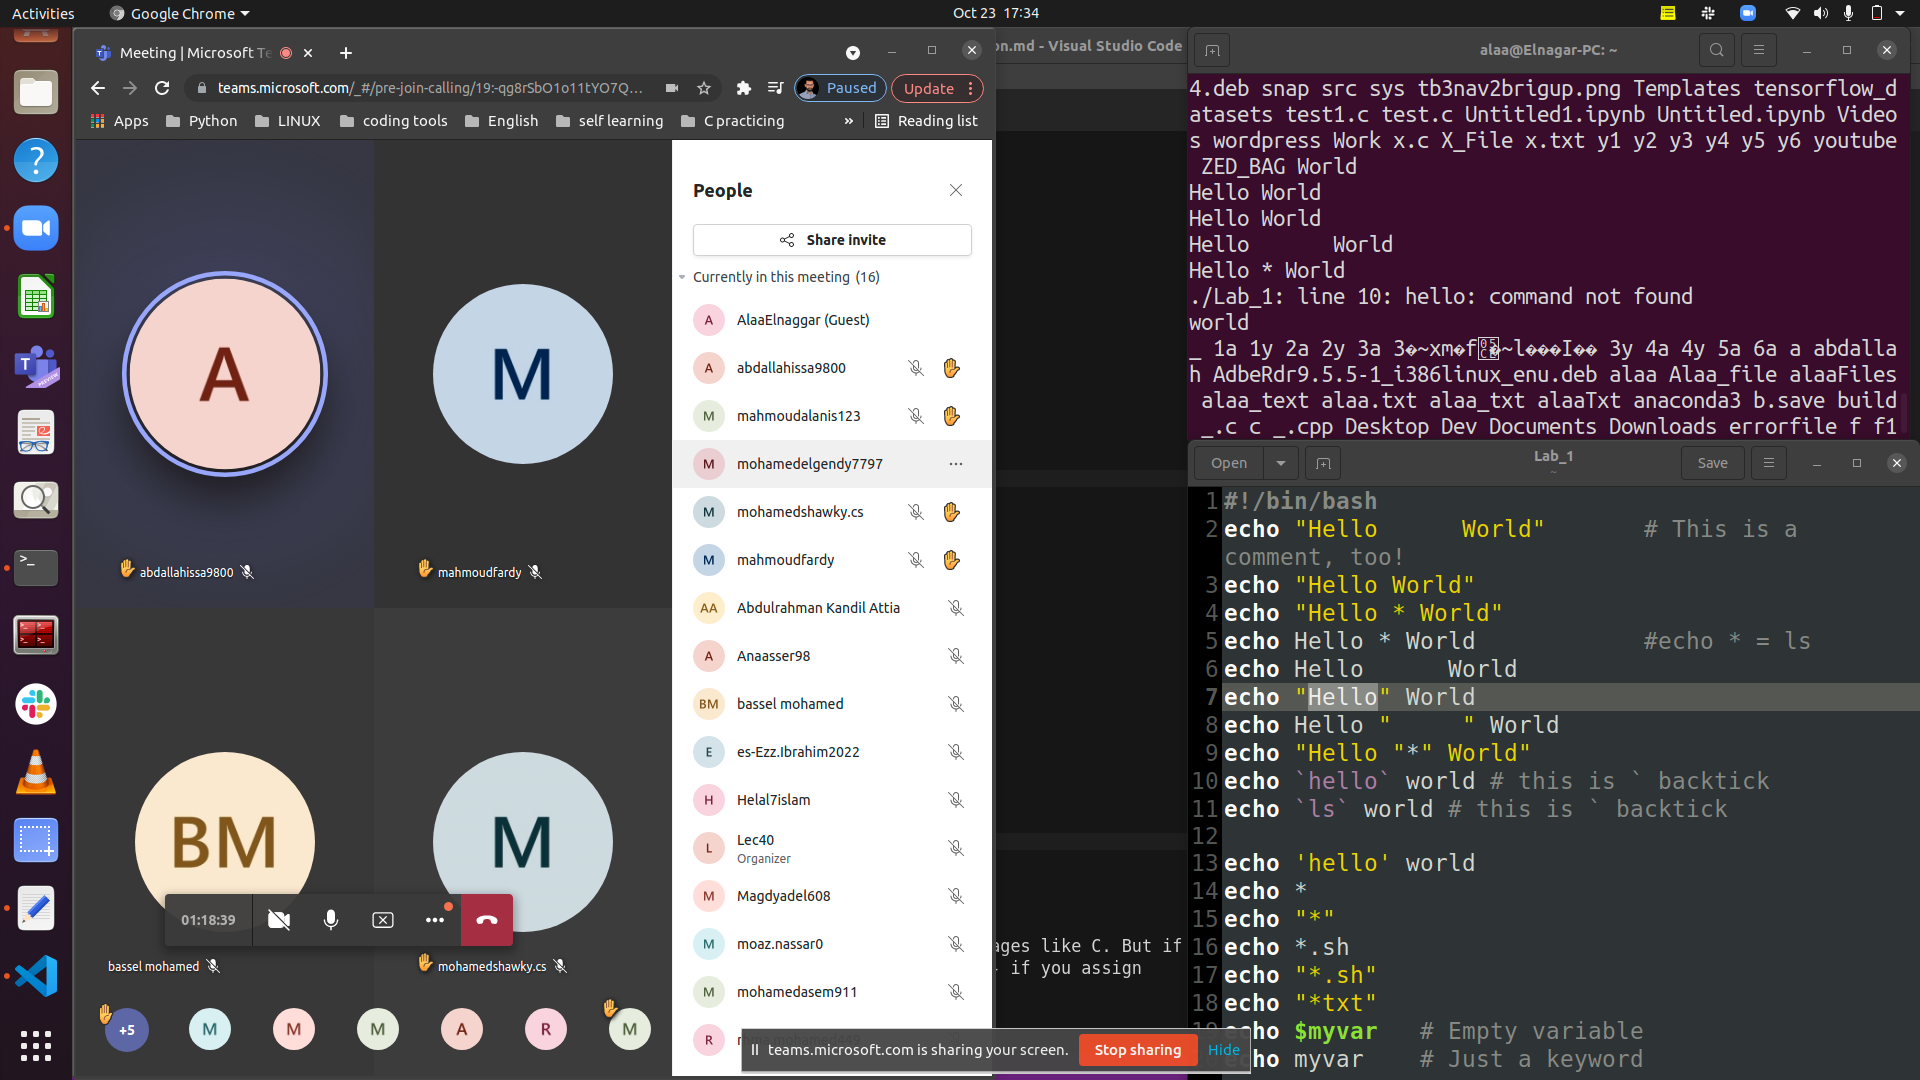 Activities
Google Chrome
Oct 23 17:34
Meeting | Microsoft Te
teams.microsoft.com/_#/pre-join-calling/19:-qg8rSbO1o11tYO7Q...
Paused
Update
Apps
Python
LINUX
coding tools
English
self learning
C practicing
»
Reading list
A
abdallahissa9800
M
mahmoudfardy
BM
bassel mohamed
M
mohamedshawky.cs
01:18:39
+5
M
M
M
A
R
M
People
Share invite
Currently in this meeting (16)
A AlaaElnaggar (Guest)
A abdallahissa9800
M mahmoudalanis123
M mohamedelgendy7797
M mohamedshawky.cs
M mahmoudfardy
AA Abdulrahman Kandil Attia
A Anaasser98
BM bassel mohamed
E es-Ezz.Ibrahim2022
H Helal7islam
L Lec40
Organizer
M Magdyadel608
M moaz.nassar0
M mohamedasem911
R
teams.microsoft.com is sharing your screen.
Stop sharing
Hide
on.md - Visual Studio Code
ages like C. But if
if you assign
alaa@Elnagar-PC: ~
4.deb snap src sys tb3nav2brigup.png Templates tensorflow_d
atasets test1.c test.c Untitled1.ipynb Untitled.ipynb Video
s wordpress Work x.c X_File x.txt y1 y2 y3 y4 y5 y6 youtube
ZED_BAG World
Hello World
Hello World
Hello       World
Hello * World
./Lab_1: line 10: hello: command not found
world
_ 1a 1y 2a 2y 3a 3�~xm�f�~l���I�� 3y 4a 4y 5a 6a a abdalla
h AdbeRdr9.5.5-1_i386linux_enu.deb alaa Alaa_file alaaFiles
alaa_text alaa.txt alaa_txt alaaTxt anaconda3 b.save build
_.c c _.cpp Desktop Dev Documents Downloads errorfile f f1
Open
Lab_1
~
Save
1 #!/bin/bash
2 echo "Hello      World"       # This is a
comment, too!
3 echo "Hello World"
4 echo "Hello * World"
5 echo Hello * World            #echo * = ls
6 echo Hello      World
7 echo "Hello" World
8 echo Hello "     " World
9 echo "Hello "*" World"
10 echo `hello` world # this is ` backtick
11 echo `ls` world # this is ` backtick
12
13 echo 'hello' world
14 echo *
15 echo "*"
16 echo *.sh
17 echo "*.sh"
18 echo "*txt"
echo $myvar   # Empty variable
echo myvar    # Just a keyword